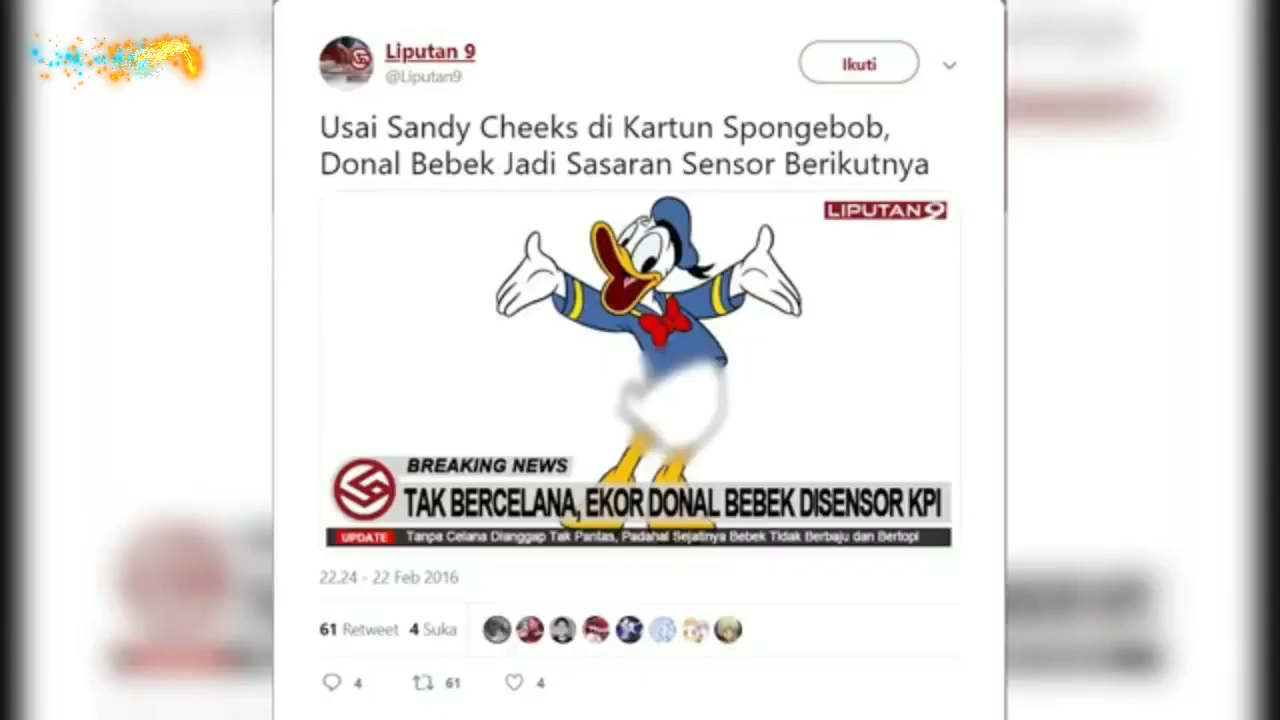 Liputan 9
@Liputan9
Ikuti
Usai Sandy Cheeks di Kartun Spongebob,
Donal Bebek Jadi Sasaran Sensor Berikutnya
LIPUTAN 9
BREAKING NEWS
TAK BERCELANA, EKOR DONAL BEBEK DISENSOR KPI
UPDATE Tanpa Celana Dianggap Tak Pantas, Padahal Sejatinya Bebek Tidak Berbaju dan Bertopi
22.24 - 22 Feb 2016
61 Retweet 4 Suka
4 61 4